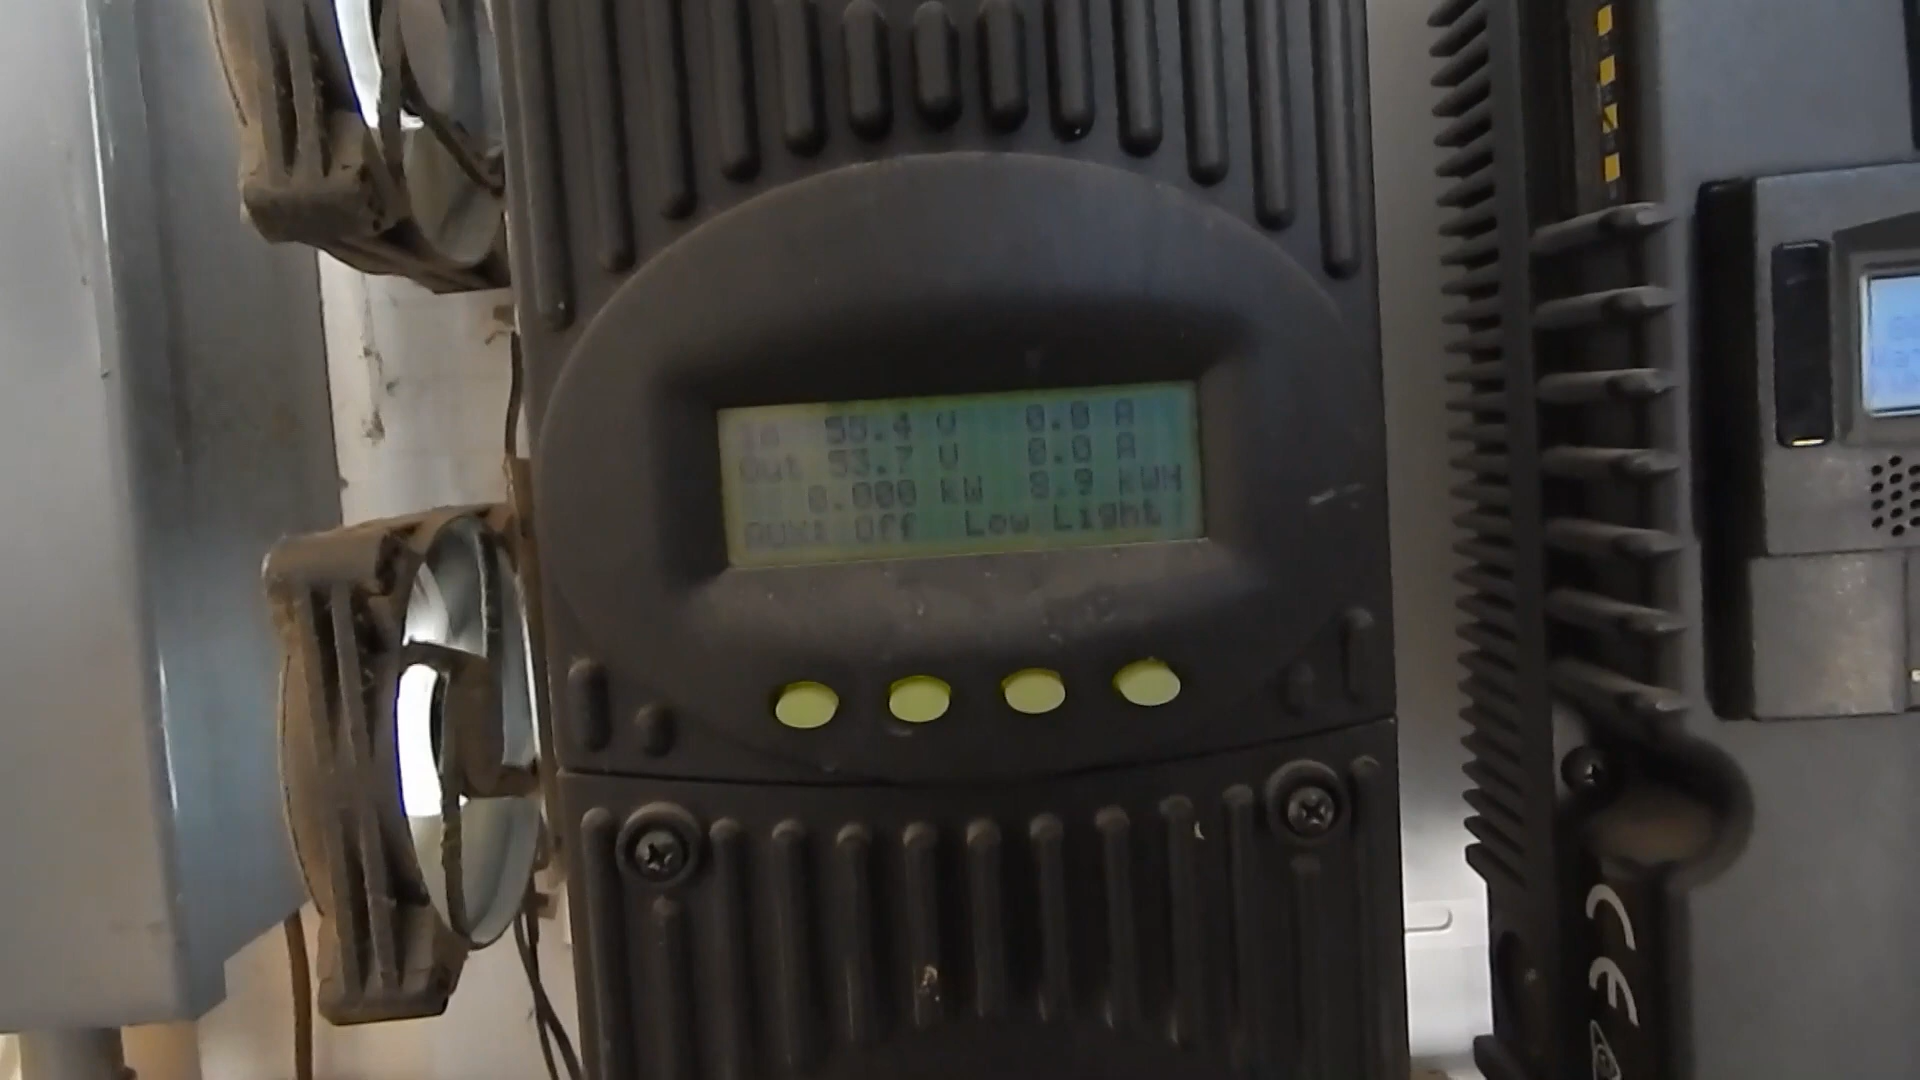 In 55.4 V 0.0 A
Out 53.7 V 0.0 A
0.000 kW 8.9 kWH
AUX: Off Low Light
CE